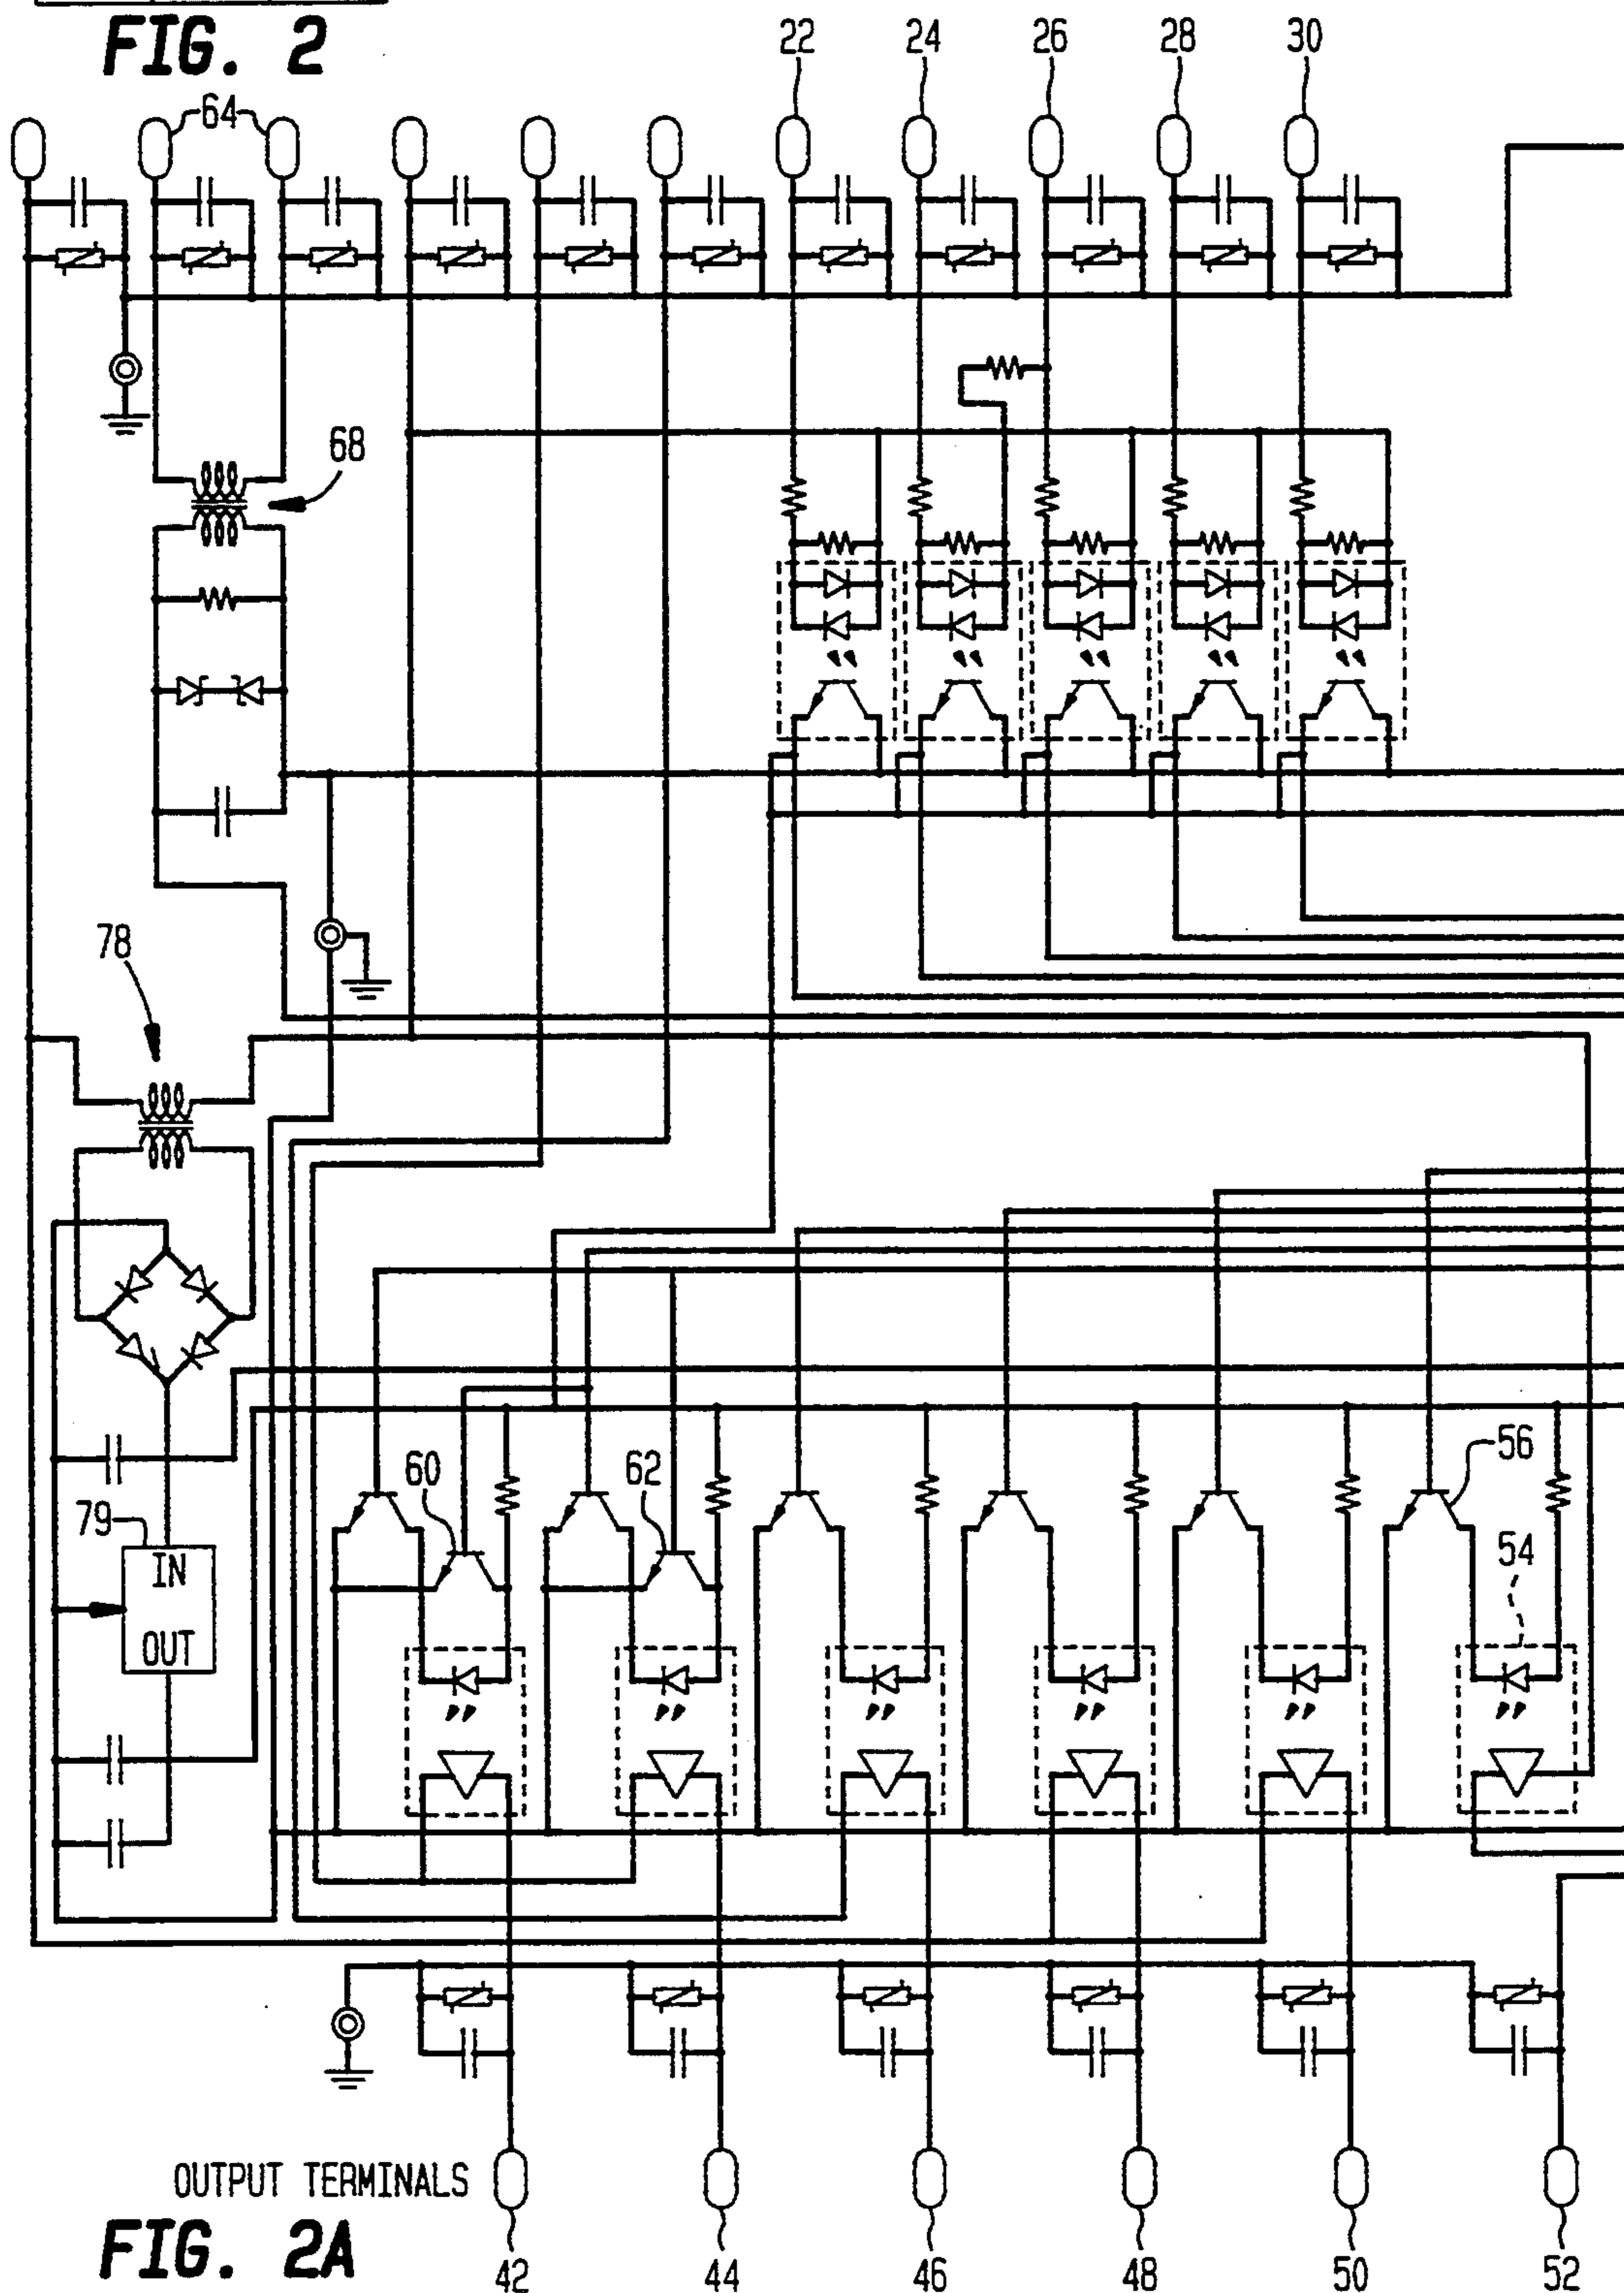 FIG. 2
22 24 26 28 30
64
68
78
60 62 56
79
IN
54
OUT
OUTPUT TERMINALS
FIG. 2A
42 44 46 48 50 52